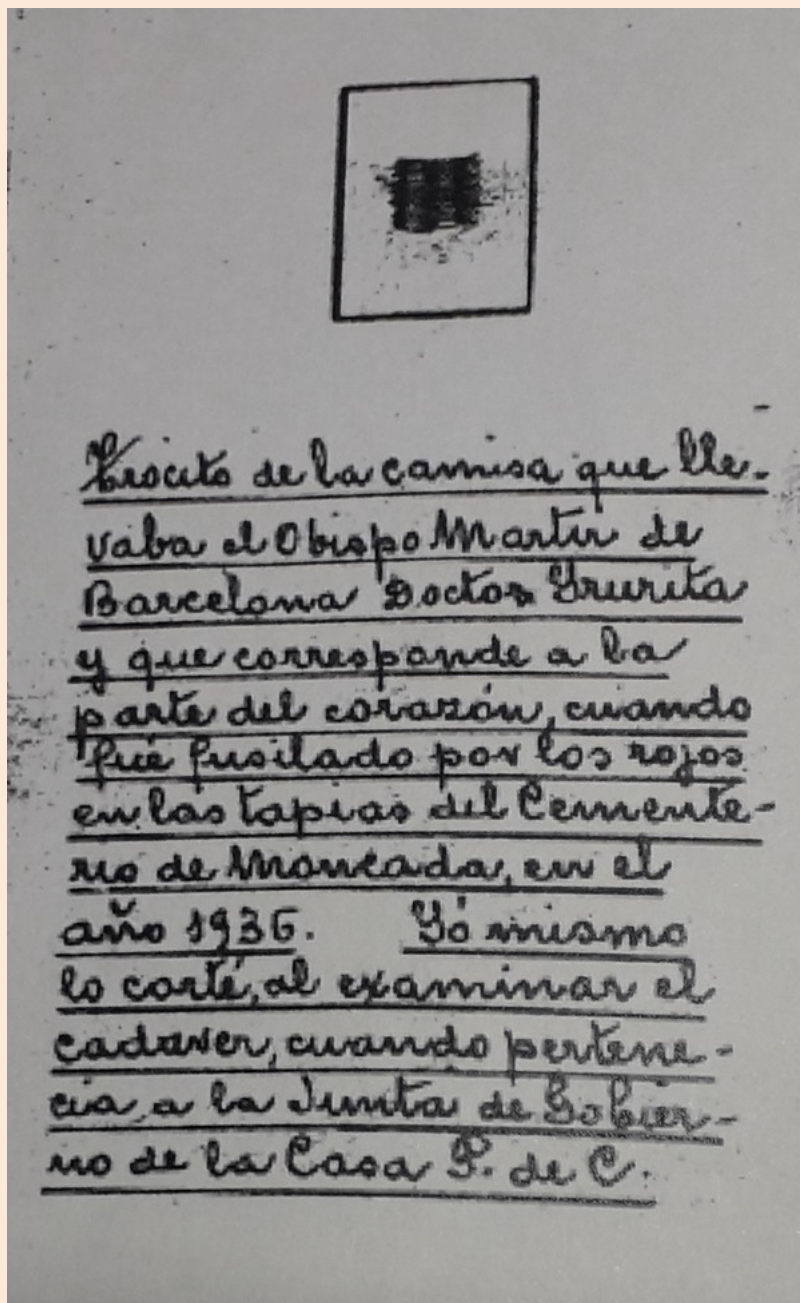 Trocito de la camisa que lle-
vaba el Obispo Martir de
Barcelona Doctor Yrurita
y que corresponde a la
parte del corazón, cuando
fué fusilado por los rojos
en las tapias del Cemente-
rio de Moncada, en el
año 1936. Yó mismo
lo corté, al examinar el
cadaver, cuando pertene-
cia a la Junta de Gobier-
no de la Casa P. de C.